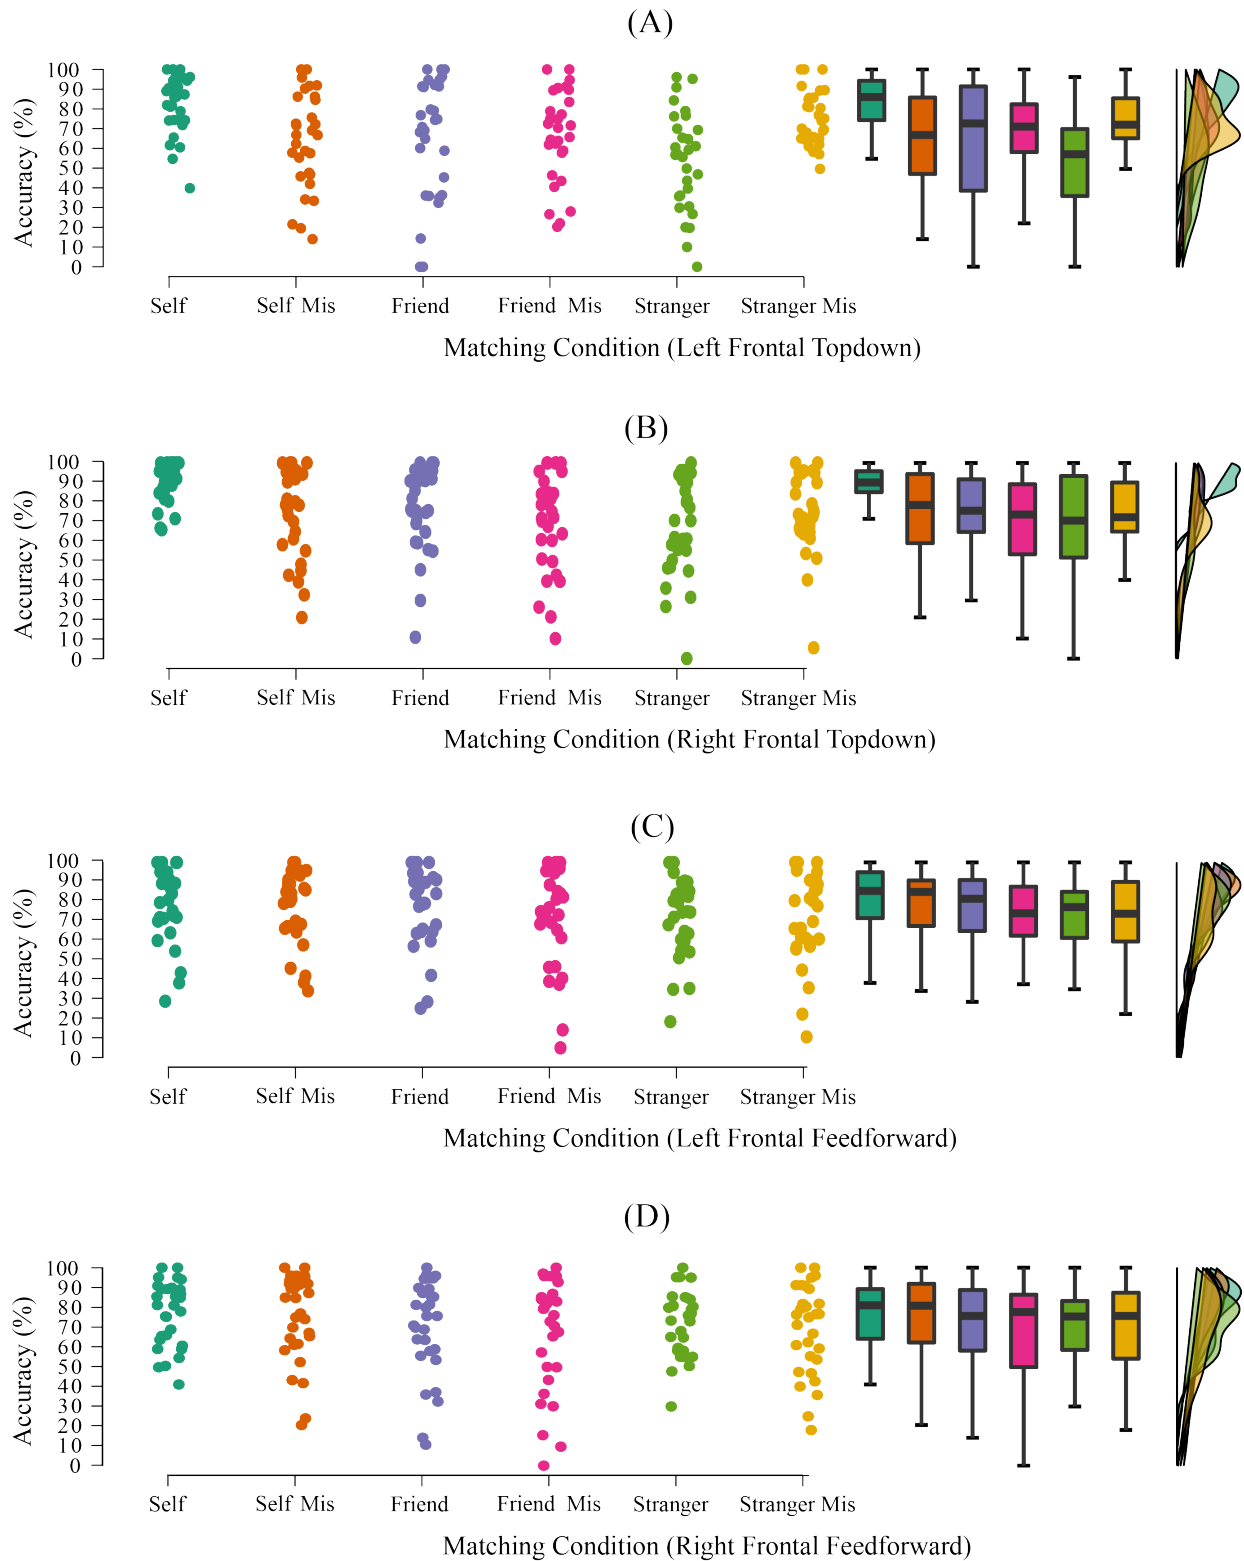 (A)
Accuracy (%)
100
90
80
70
60
50
40
30
20
10
0
Self
Self Mis
Friend
Friend Mis
Stranger
Stranger Mis
Matching Condition (Left Frontal Topdown)
(B)
Accuracy (%)
100
90
80
70
60
50
40
30
20
10
0
Self
Self Mis
Friend
Friend Mis
Stranger
Stranger Mis
Matching Condition (Right Frontal Topdown)
(C)
Accuracy (%)
100
90
80
70
60
50
40
30
20
10
0
Self
Self Mis
Friend
Friend Mis
Stranger
Stranger Mis
Matching Condition (Left Frontal Feedforward)
(D)
Accuracy (%)
100
90
80
70
60
50
40
30
20
10
0
Self
Self Mis
Friend
Friend Mis
Stranger
Stranger Mis
Matching Condition (Right Frontal Feedforward)